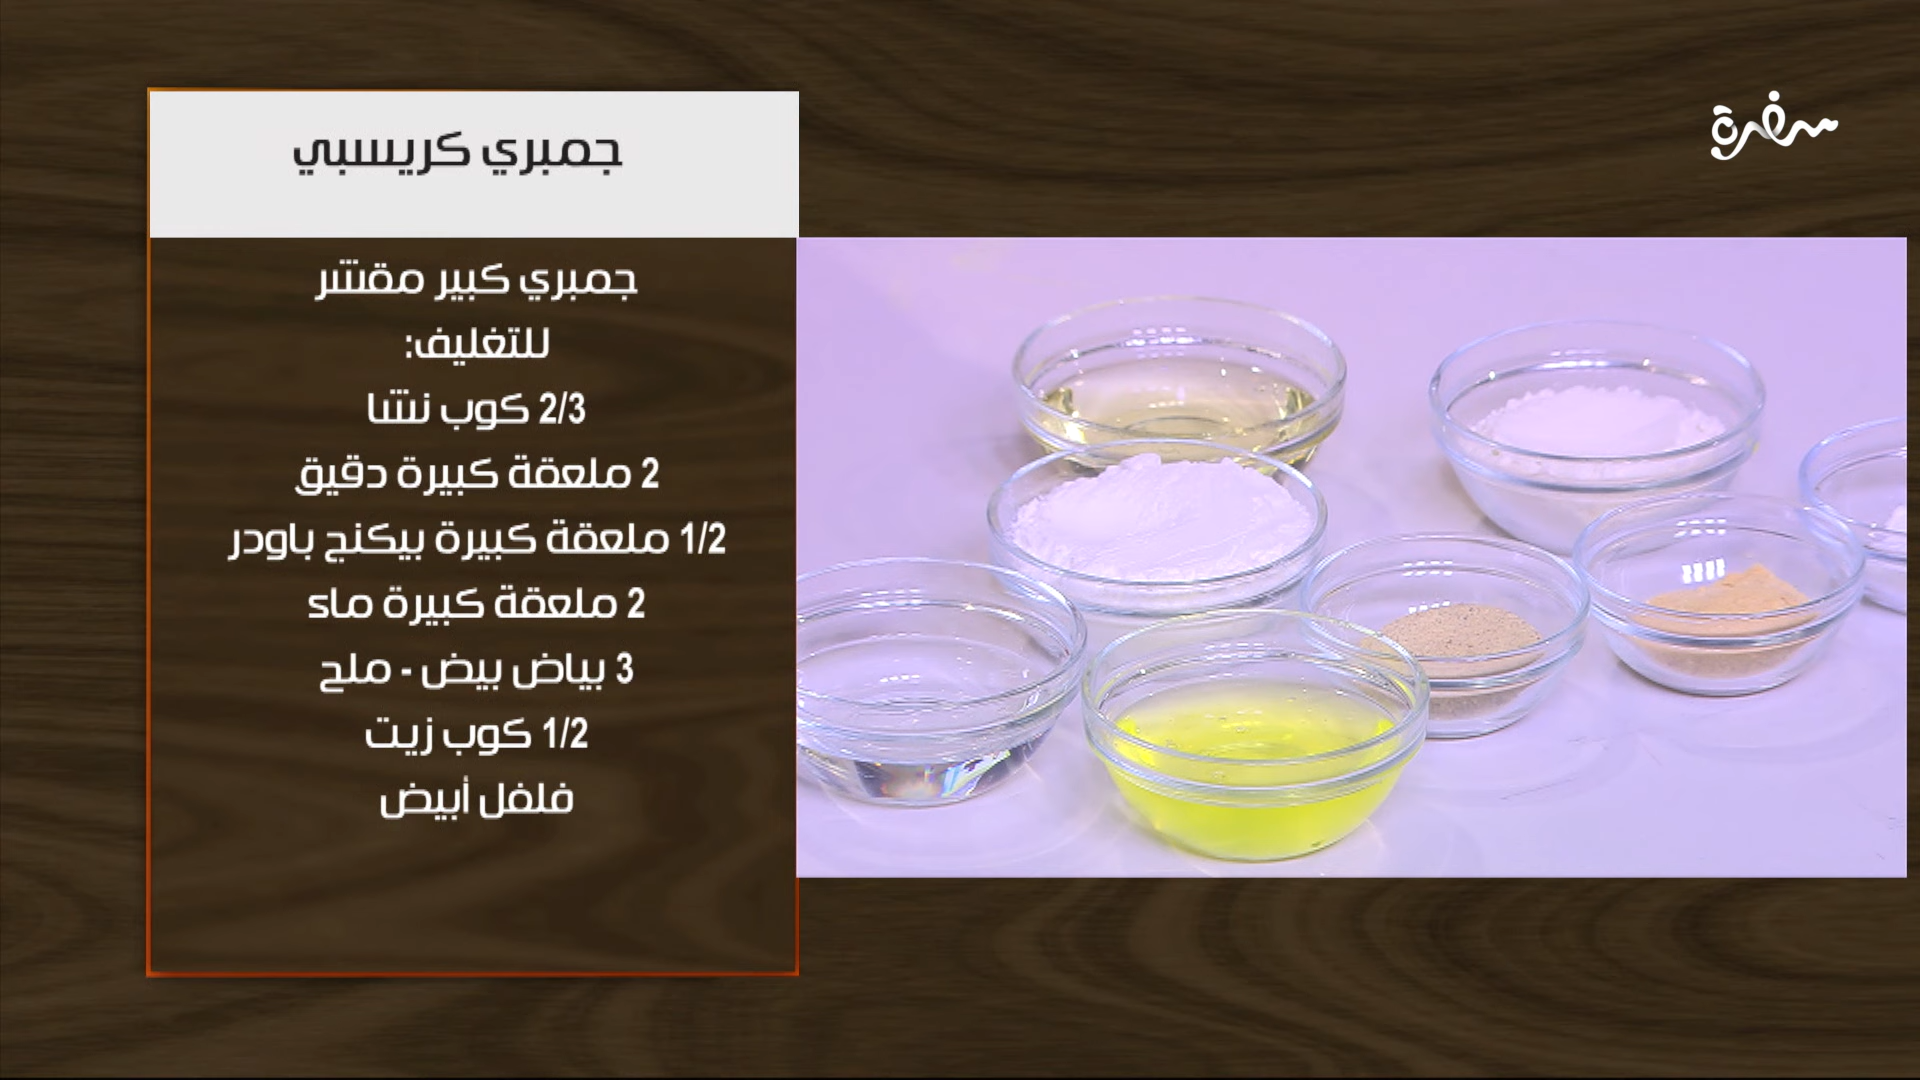 سفرة
جمبري كريسبي
جمبري كبير مقشر
للتغليف:
2/3 كوب نشا
2 ملعقة كبيرة دقيق
1/2 ملعقة كبيرة بيكنج باودر
2 ملعقة كبيرة ماء
3 بياض بيض - ملح
1/2 كوب زيت
فلفل أبيض